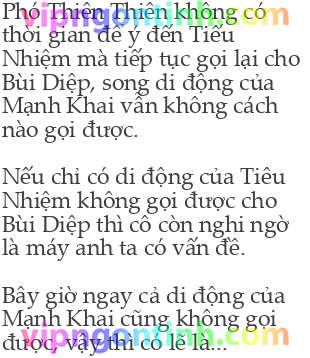 Phó Thiên Thiên không có
thời gian để ý đến Tiểu
Nhiệm mà tiếp tục gọi lại cho
Bùi Diệp, song di động của
Mạnh Khai vẫn không cách
nào gọi được.
Nếu chỉ có di động của Tiêu
Nhiệm không gọi được cho
Bùi Diệp thì cô còn nghi ngờ
là máy anh ta có vấn đề.
Bây giờ ngay cả di động của
Mạnh Khai cũng không gọi
được, vậy thì có lẽ là...
vipngontinh.com
vipngontinh.com